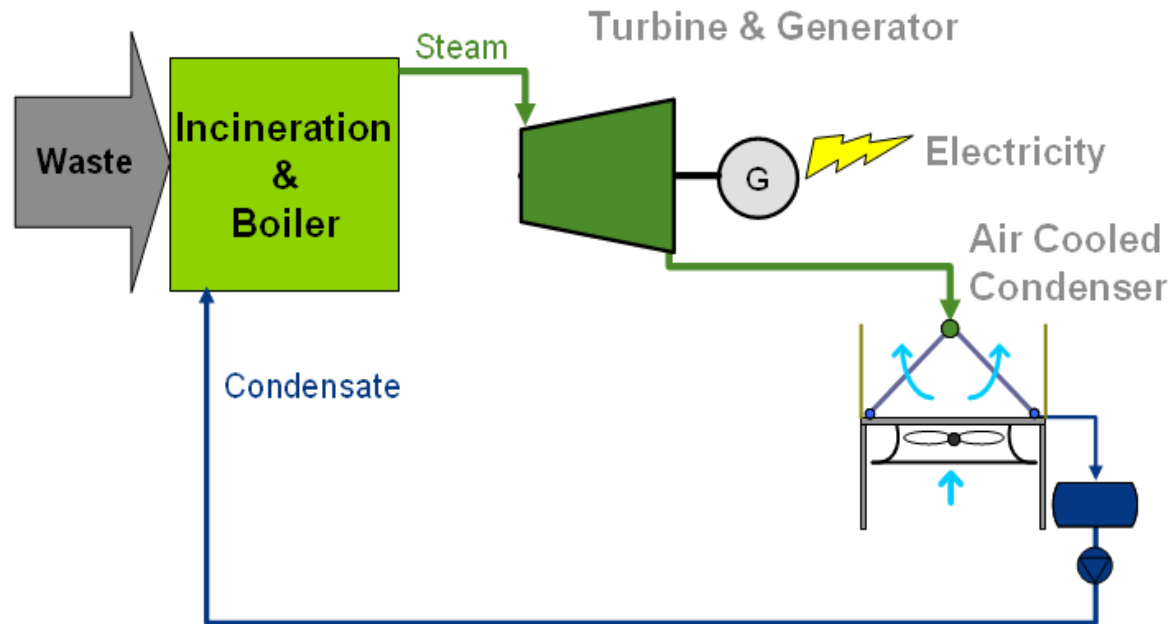 Turbine & Generator
Steam
Waste
Incineration
&
Boiler
G
Electricity
Air Cooled
Condenser
Condensate